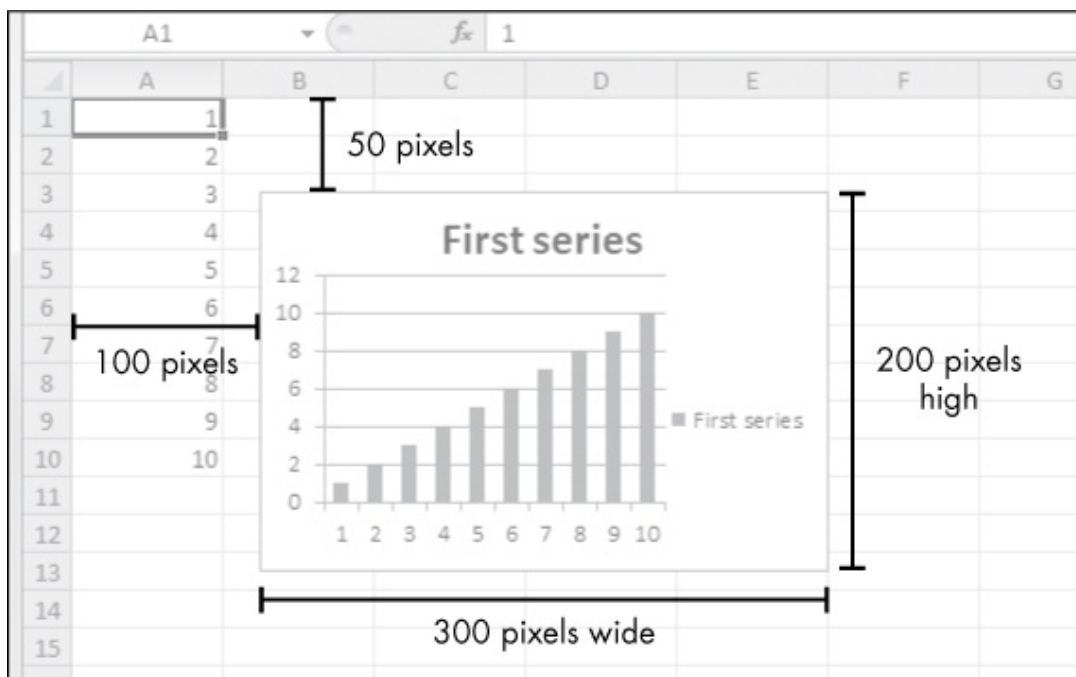 A1 fx 1
A B C D E F G
1 1
50 pixels
2 2
3 3
First series
4 4
5 5
12
6 6
10
100 pixels
7 7
8
200 pixels
high
8 8
6
9 9
4
First series
10 10
2
11
0
12
1 2 3 4 5 6 7 8 9 10
13
14
300 pixels wide
15